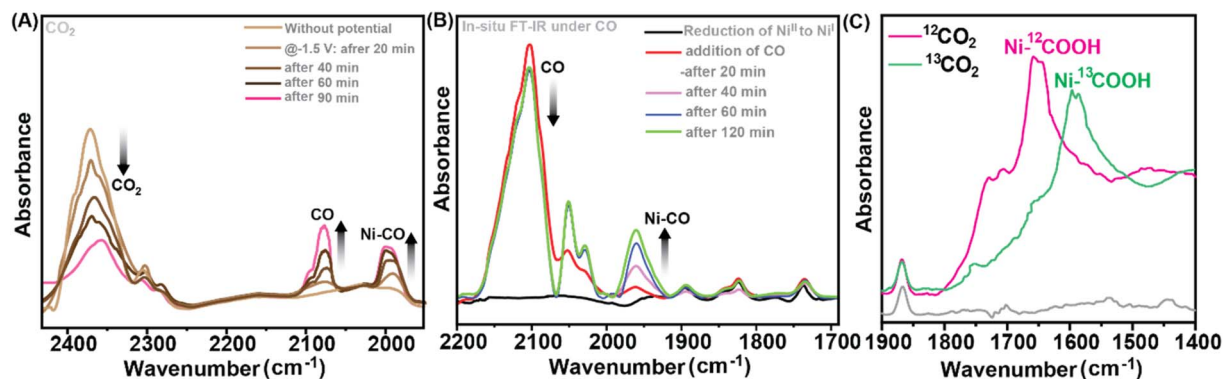 (A)
CO2
Without potential
@-1.5 V: afrer 20 min
after 40 min
after 60 min
after 90 min
CO2
CO
Ni-CO
Absorbance
2400 2300 2200 2100 2000
Wavenumber (cm-1)
(B)
In-situ FT-IR under CO
Reduction of NiII to NiI
addition of CO
-after 20 min
after 40 min
after 60 min
after 120 min
CO
Ni-CO
Absorbance
2200 2100 2000 1900 1800 1700
Wavenumber (cm-1)
(C)
12CO2
13CO2
Ni-12COOH
Ni-13COOH
Absorbance
1900 1800 1700 1600 1500 1400
Wavenumber (cm-1)